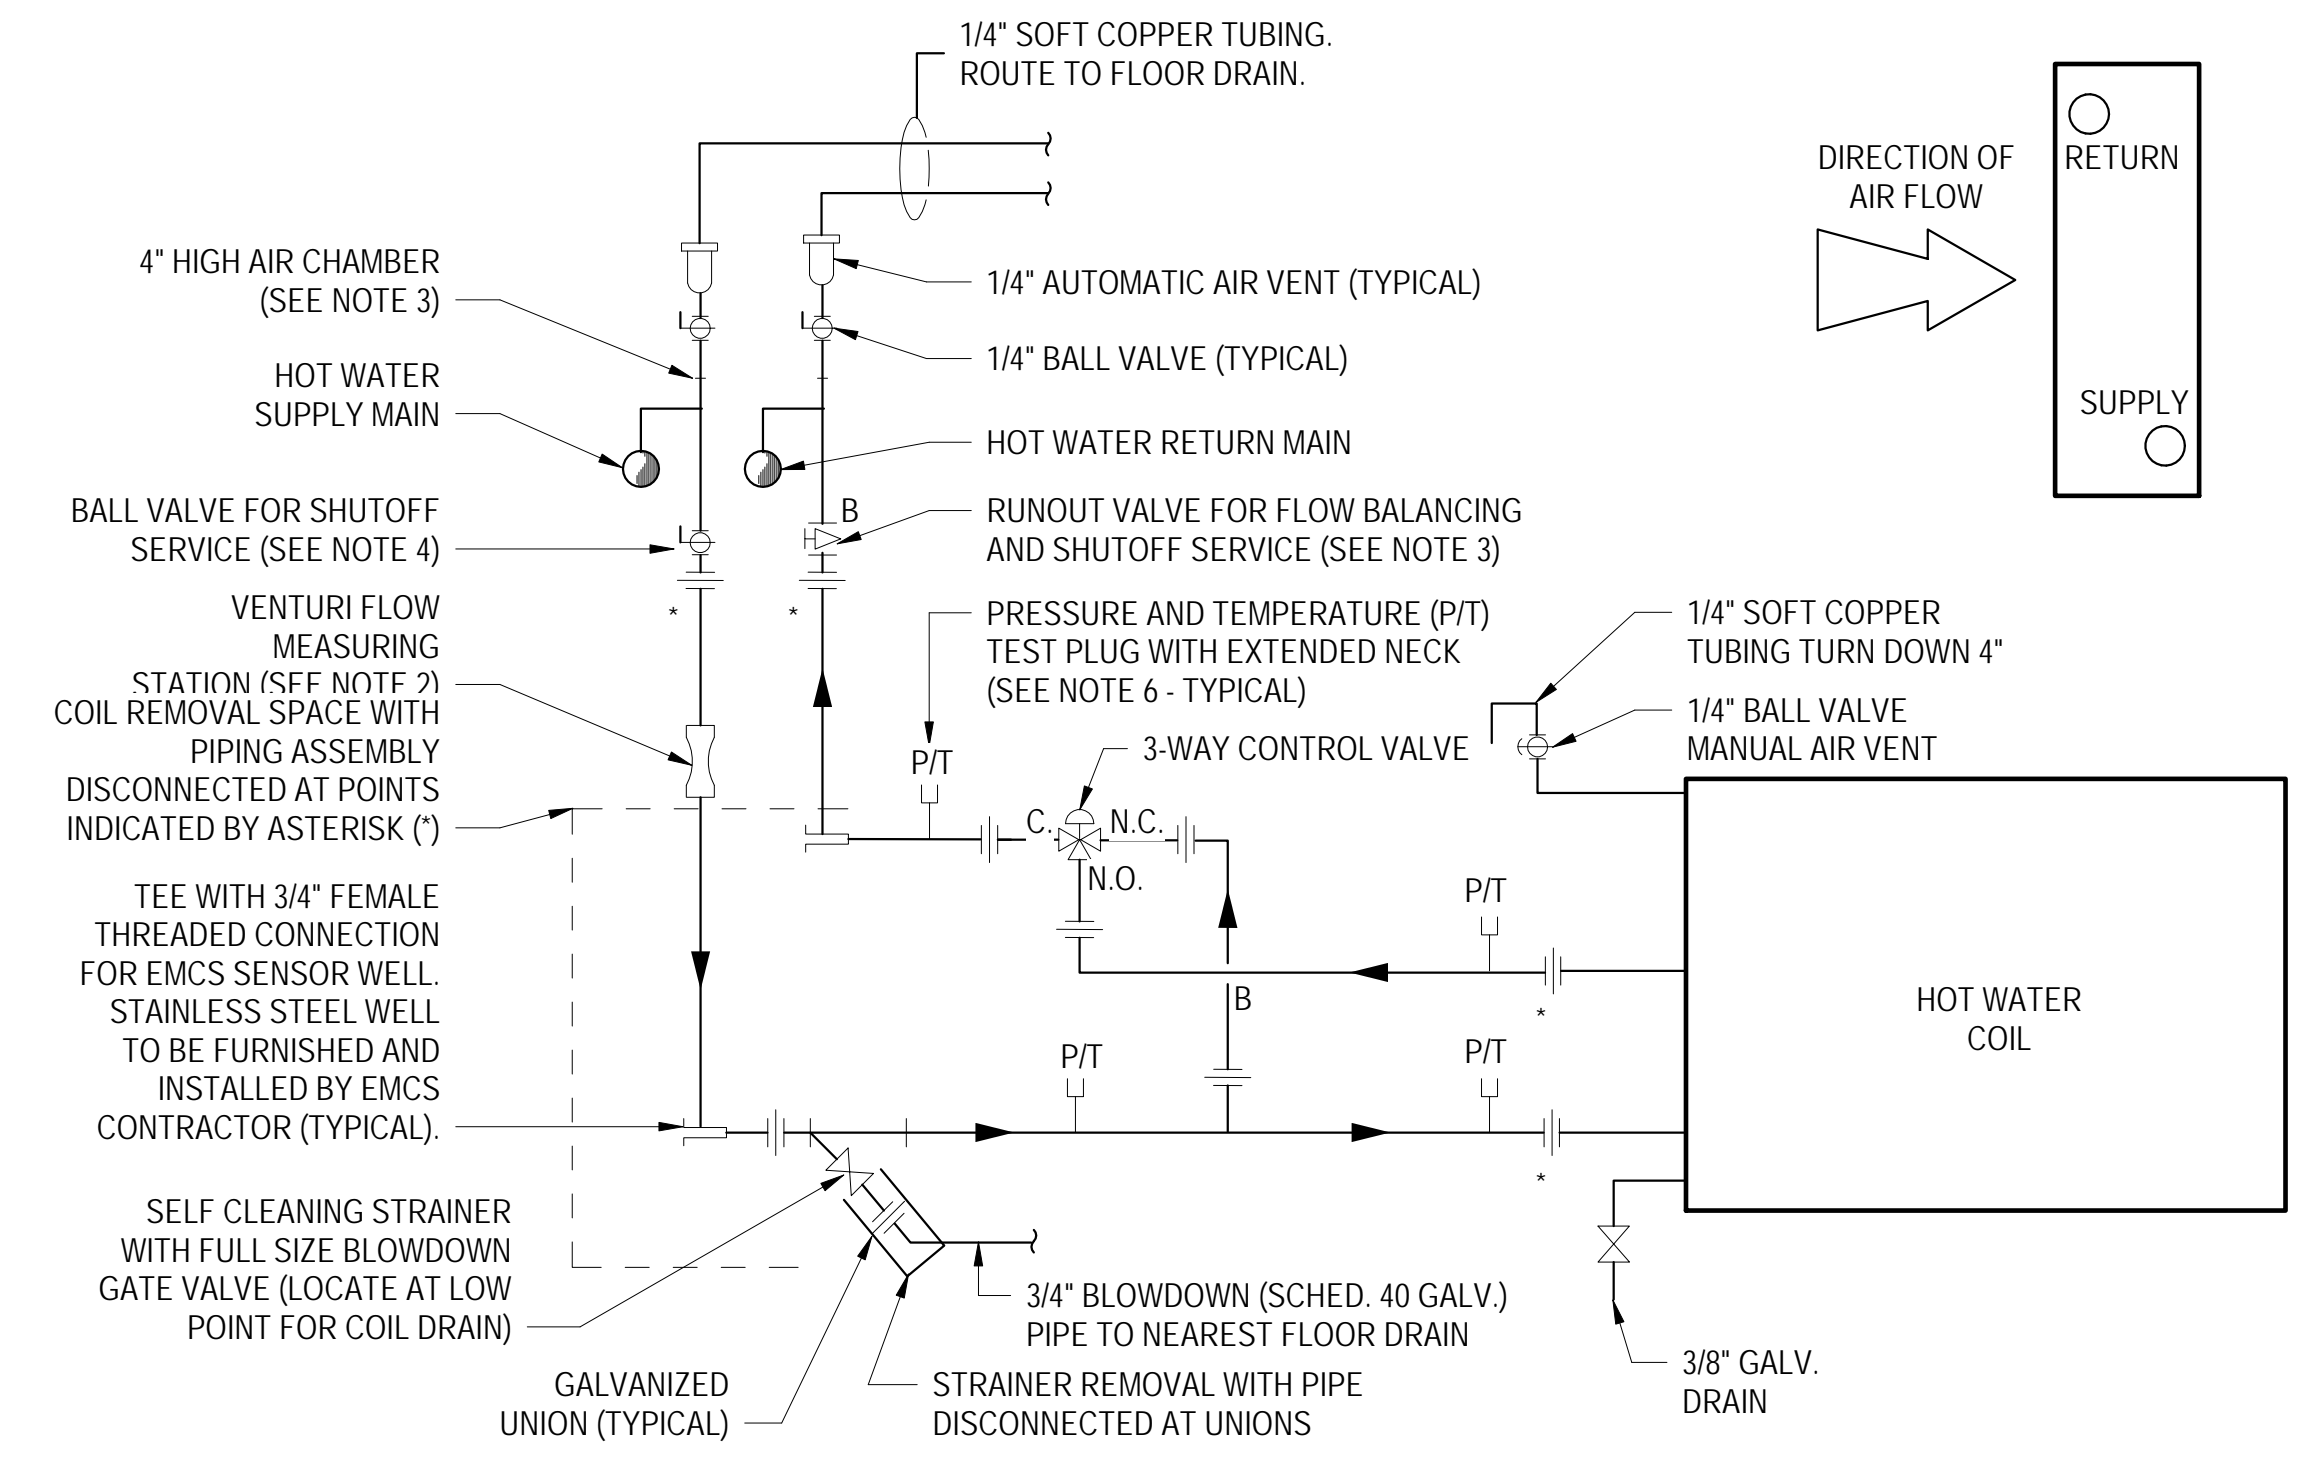 1/4" SOFT COPPER TUBING.
ROUTE TO FLOOR DRAIN.
DIRECTION OF
AIR FLOW
RETURN
SUPPLY
4" HIGH AIR CHAMBER
(SEE NOTE 3)
1/4" AUTOMATIC AIR VENT (TYPICAL)
1/4" BALL VALVE (TYPICAL)
HOT WATER
SUPPLY MAIN
HOT WATER RETURN MAIN
BALL VALVE FOR SHUTOFF
SERVICE (SEE NOTE 4)
B
RUNOUT VALVE FOR FLOW BALANCING
AND SHUTOFF SERVICE (SEE NOTE 3)
*
*
VENTURI FLOW
MEASURING
STATION (SEE NOTE 2)
PRESSURE AND TEMPERATURE (P/T)
TEST PLUG WITH EXTENDED NECK
(SEE NOTE 6 - TYPICAL)
1/4" SOFT COPPER
TUBING TURN DOWN 4"
1/4" BALL VALVE
MANUAL AIR VENT
COIL REMOVAL SPACE WITH
PIPING ASSEMBLY
DISCONNECTED AT POINTS
INDICATED BY ASTERISK (*)
P/T
3-WAY CONTROL VALVE
C.
N.C.
N.O.
P/T
*
B
HOT WATER
COIL
TEE WITH 3/4" FEMALE
THREADED CONNECTION
FOR EMCS SENSOR WELL.
STAINLESS STEEL WELL
TO BE FURNISHED AND
INSTALLED BY EMCS
CONTRACTOR (TYPICAL).
P/T
P/T
*
SELF CLEANING STRAINER
WITH FULL SIZE BLOWDOWN
GATE VALVE (LOCATE AT LOW
POINT FOR COIL DRAIN)
3/4" BLOWDOWN (SCHED. 40 GALV.)
PIPE TO NEAREST FLOOR DRAIN
GALVANIZED
UNION (TYPICAL)
STRAINER REMOVAL WITH PIPE
DISCONNECTED AT UNIONS
3/8" GALV.
DRAIN